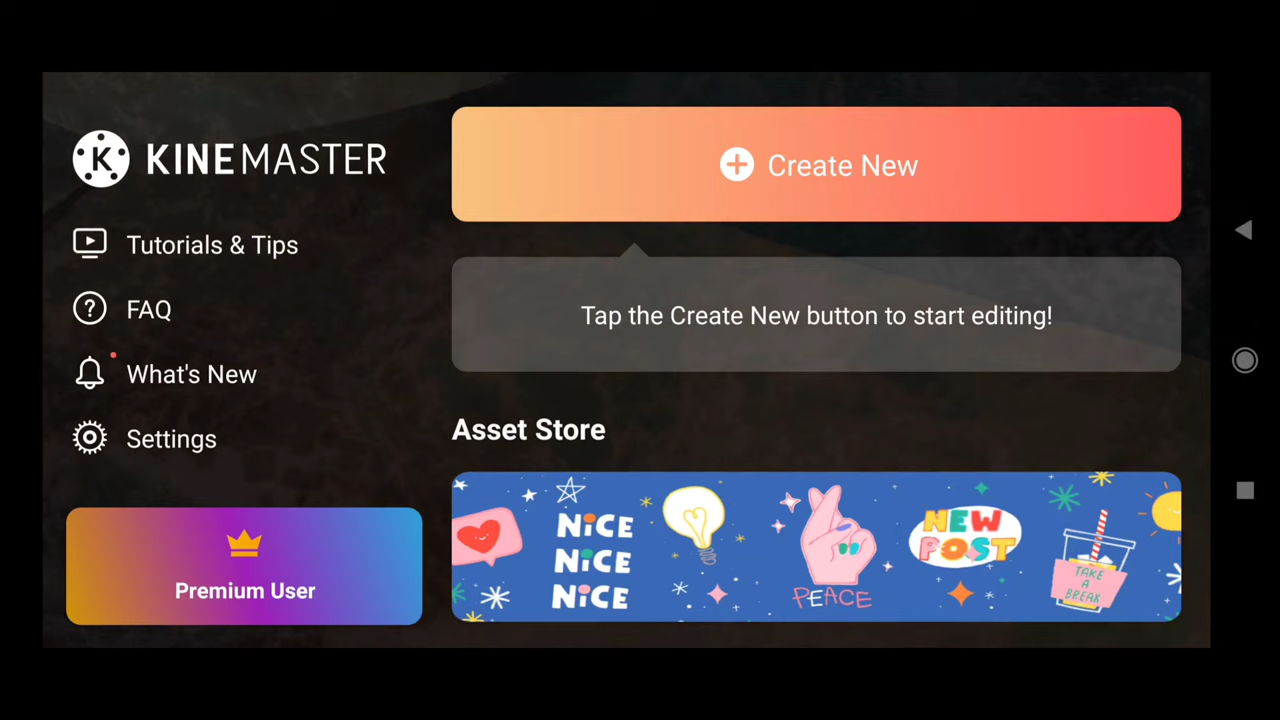 K KINEMASTER
Tutorials & Tips
FAQ
What's New
Settings
Premium User
Create New
Tap the Create New button to start editing!
Asset Store
NiCE
NiCE
NiCE
PEACE
NEW
POST
TAKE
A
BREAK